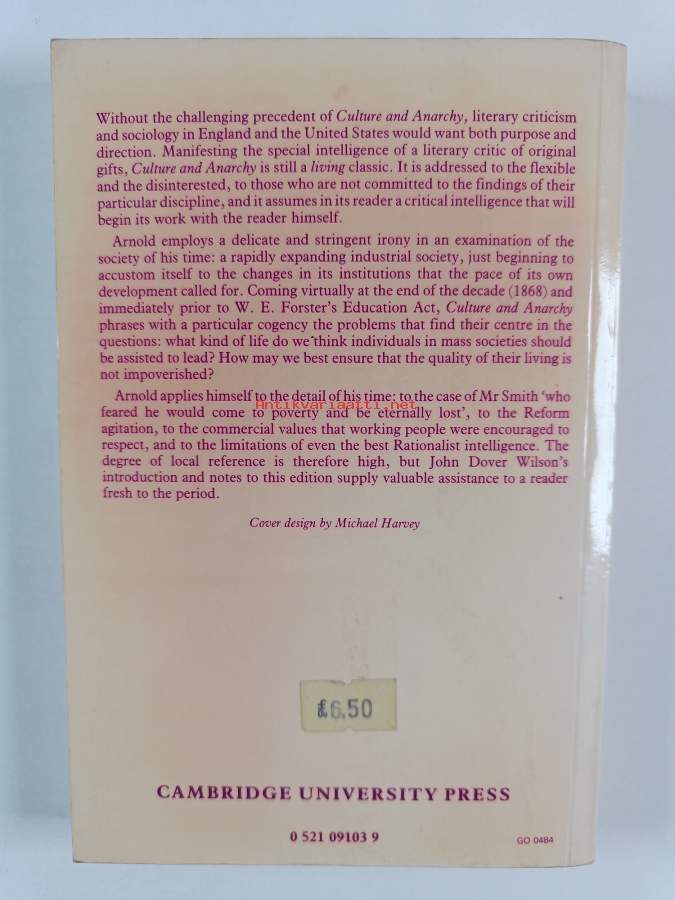 Without the challenging precedent of Culture and Anarchy, literary criticism
and sociology in England and the United States would want both purpose and
direction. Manifesting the special intelligence of a literary critic of original
gifts, Culture and Anarchy is still a living classic. It is addressed to the flexible
and the disinterested, to those who are not committed to the findings of their
particular discipline, and it assumes in its reader a critical intelligence that will
begin its work with the reader himself.
Arnold employs a delicate and stringent irony in an examination of the
society of his time: a rapidly expanding industrial society, just beginning to
accustom itself to the changes in its institutions that the pace of its own
development called for. Coming virtually at the end of the decade (1868) and
immediately prior to W. E. Forster's Education Act, Culture and Anarchy
phrases with a particular cogency the problems that find their centre in the
questions: what kind of life do we think individuals in mass societies should
be assisted to lead? How may we best ensure that the quality of their living is
not impoverished?
Arnold applies himself to the detail of his time: to the case of Mr Smith 'who
feared he would come to poverty and be eternally lost', to the Reform
Antikvariaatti.net
agitation, to the commercial values that working people were encouraged to
respect, and to the limitations of even the best Rationalist intelligence. The
degree of local reference is therefore high, but John Dover Wilson's
introduction and notes to this edition supply valuable assistance to a reader
fresh to the period.
Cover design by Michael Harvey
£6.50
CAMBRIDGE UNIVERSITY PRESS
0 521 09103 9
GO 0484